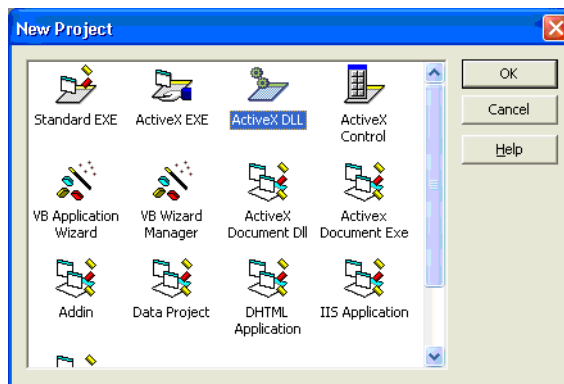 New Project
Standard EXE
ActiveX EXE
ActiveX DLL
ActiveX
Control
VB Application
Wizard
VB Wizard
Manager
ActiveX
Document Dll
Activex
Document Exe
Addin
Data Project
DHTML
Application
IIS Application
OK
Cancel
Help